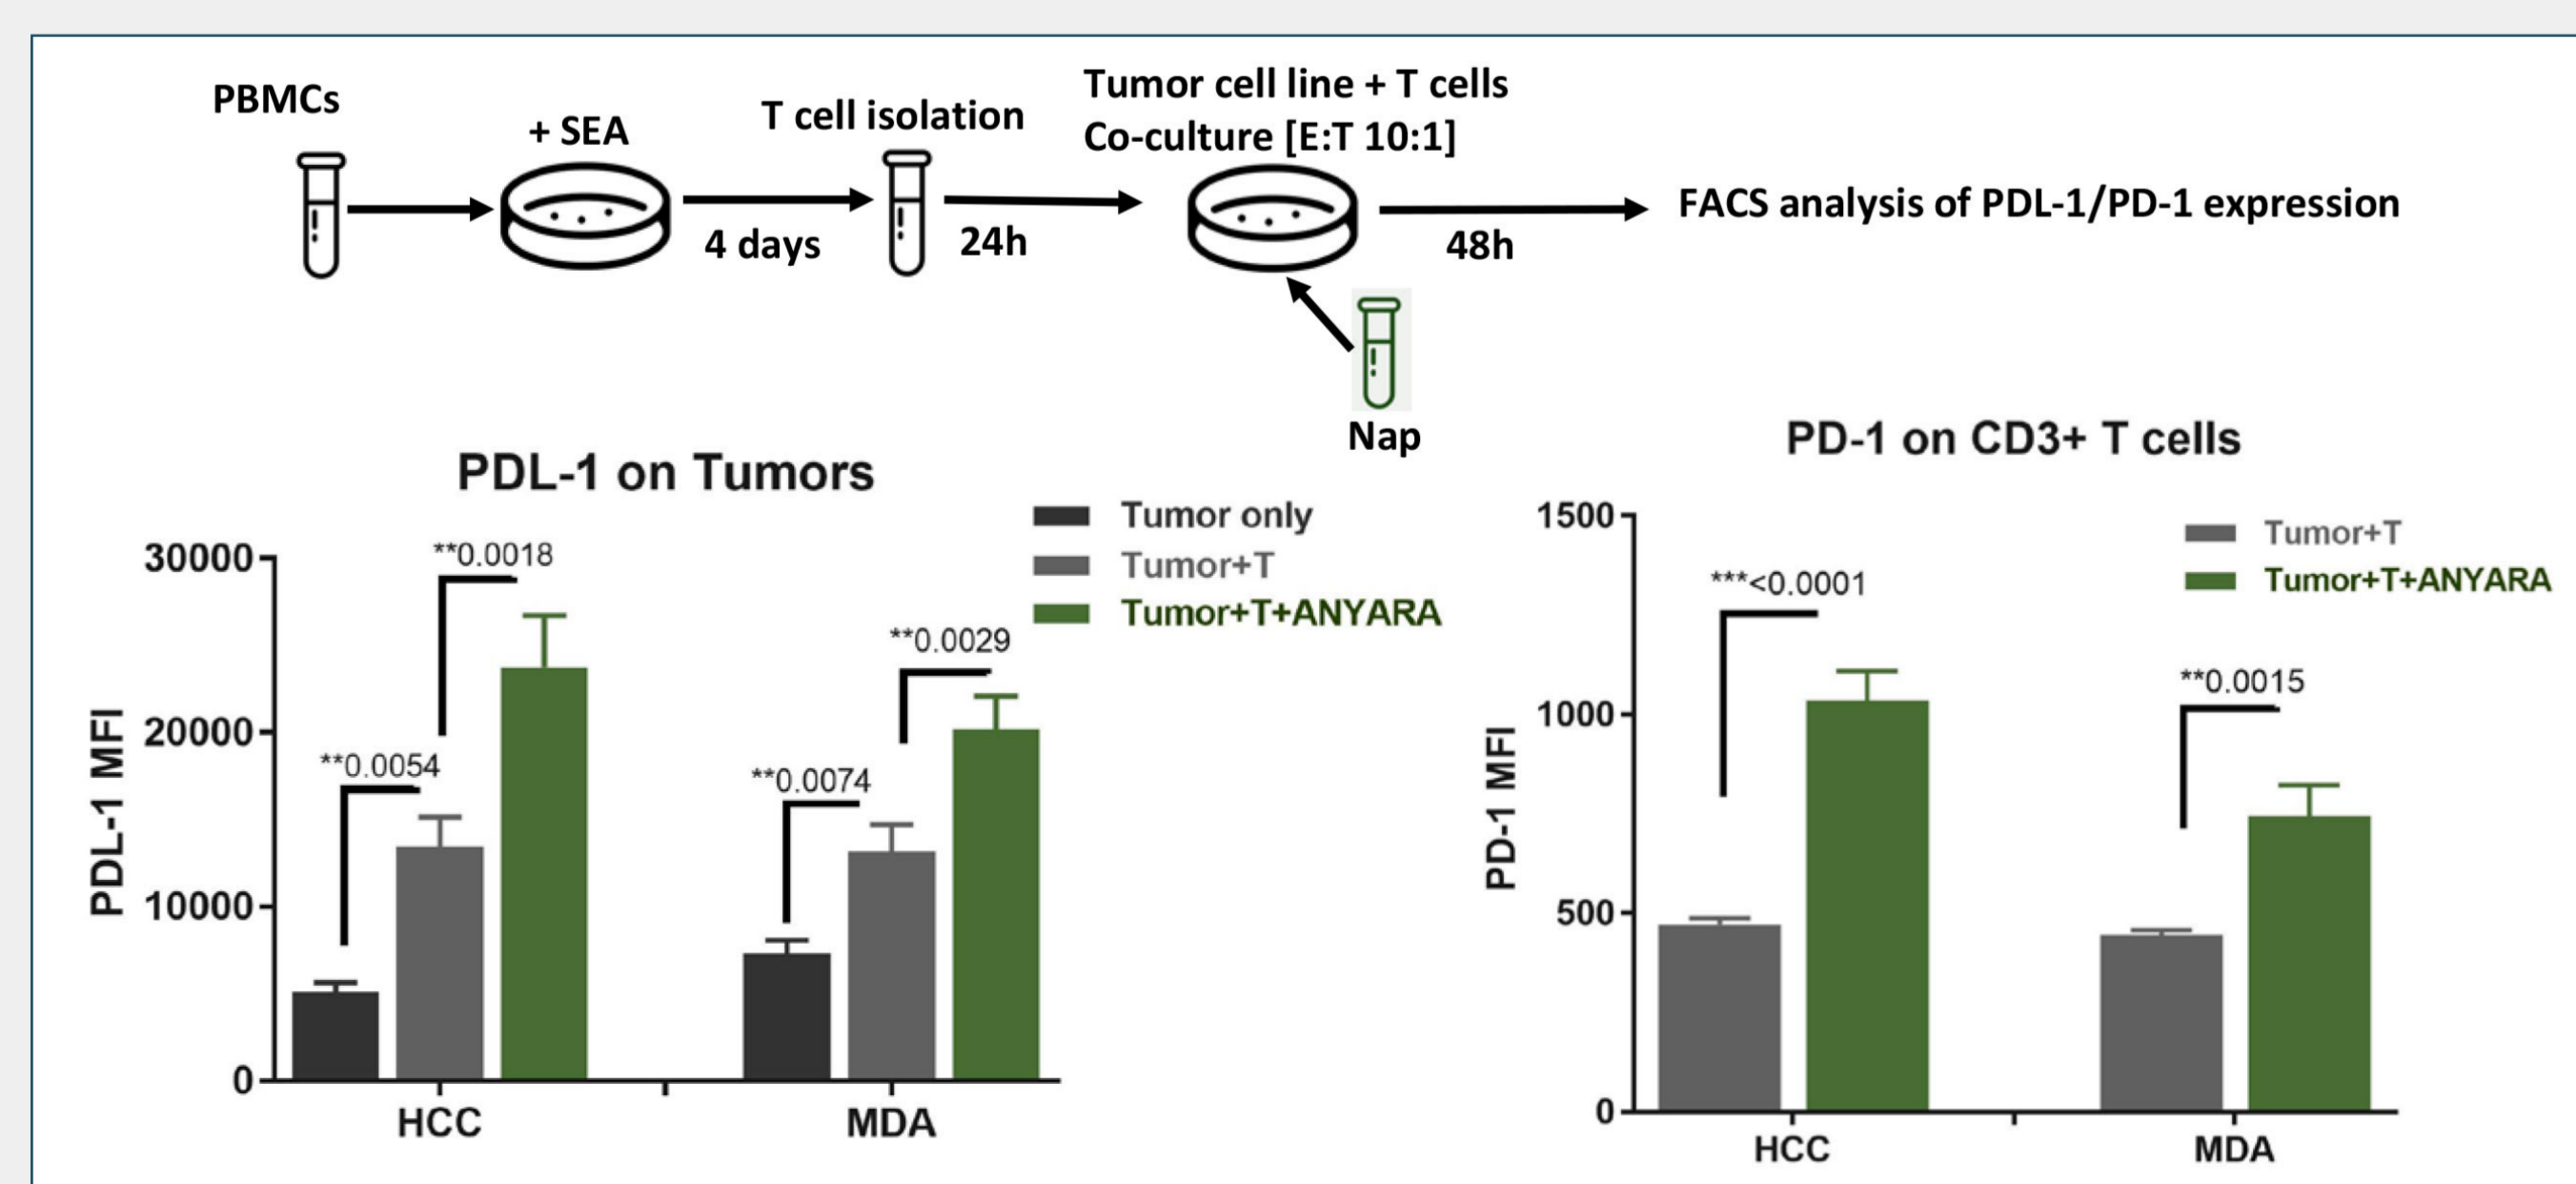 PBMCs
+ SEA
4 days
T cell isolation
24h
Tumor cell line + T cells
Co-culture [E:T 10:1]
48h
FACS analysis of PDL-1/PD-1 expression
Nap
PDL-1 on Tumors
Tumor only
Tumor+T
Tumor+T+ANYARA
PDL-1 MFI
30000
20000
10000
0
**0.0054
**0.0018
**0.0074
**0.0029
HCC
MDA
PD-1 on CD3+ T cells
Tumor+T
Tumor+T+ANYARA
PD-1 MFI
1500
1000
500
0
***<0.0001
**0.0015
HCC
MDA